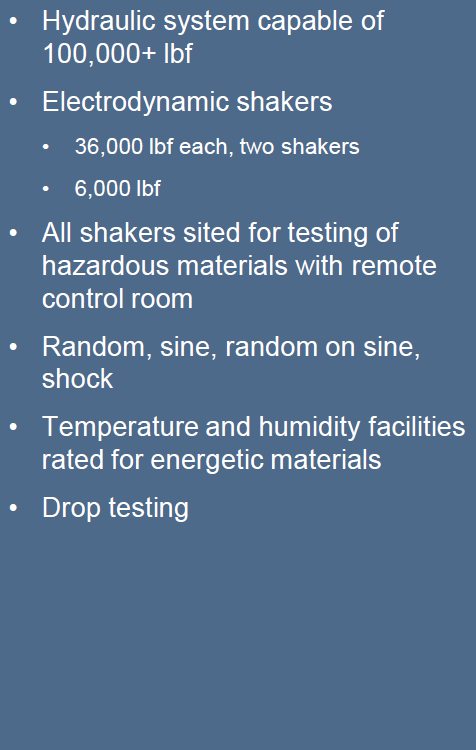 • Hydraulic system capable of
100,000+ lbf
• Electrodynamic shakers
• 36,000 lbf each, two shakers
• 6,000 lbf
• All shakers sited for testing of
hazardous materials with remote
control room
• Random, sine, random on sine,
shock
• Temperature and humidity facilities
rated for energetic materials
• Drop testing